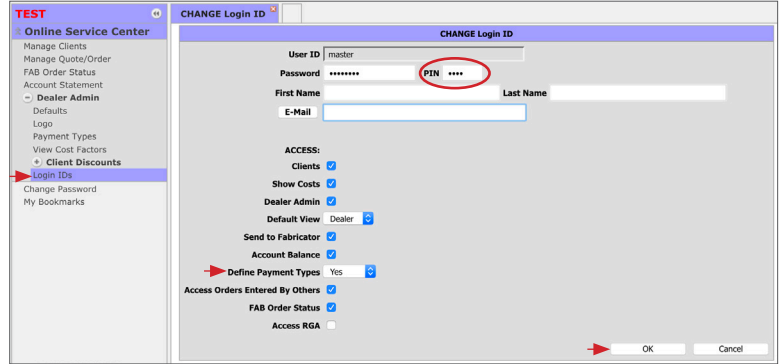 TEST
Online Service Center
Manage Clients
Manage Quote/Order
FAB Order Status
Account Statement
Dealer Admin
Defaults
Logo
Payment Types
View Cost Factors
Client Discounts
Login IDs
Change Password
My Bookmarks
CHANGE Login ID
CHANGE Login ID
User ID master
Password •••••••• PIN ••••
First Name Last Name
E-Mail
ACCESS:
Clients
Show Costs
Dealer Admin
Default View Dealer
Send to Fabricator
Account Balance
Define Payment Types Yes
Access Orders Entered By Others
FAB Order Status
Access RGA
OK Cancel